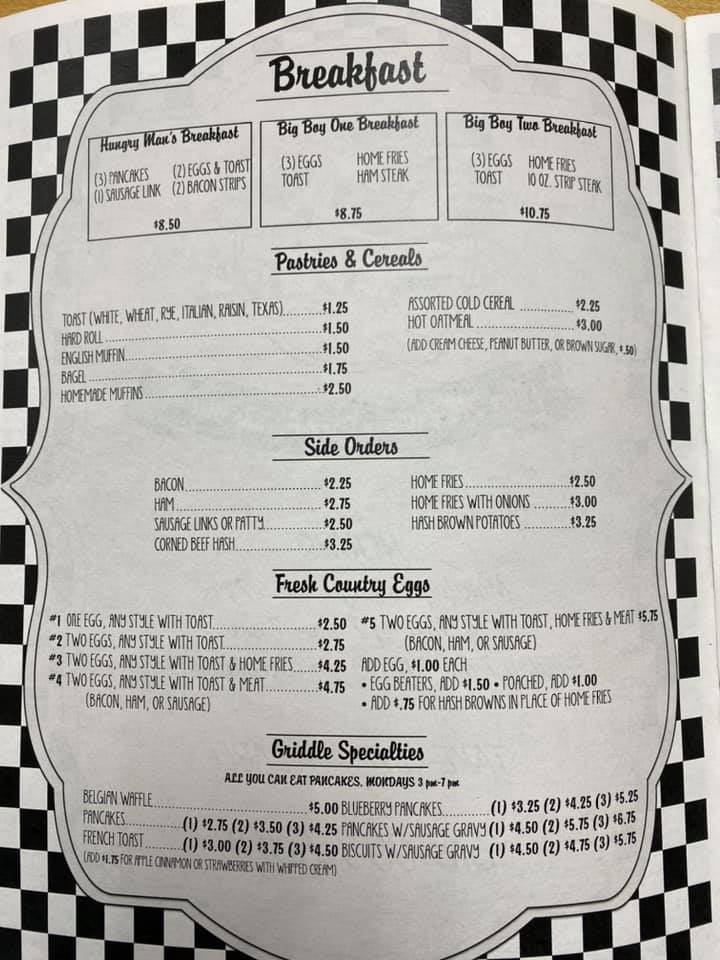 Breakfast
Hungry Man's Breakfast
(3) PANCAKES (2) EGGS & TOAST
(1) SAUSAGE LINK (2) BACON STRIPS
$8.50
Big Boy One Breakfast
(3) EGGS HOME FRIES
TOAST HAM STEAK
$8.75
Big Boy Two Breakfast
(3) EGGS HOME FRIES
TOAST 10 OZ. STRIP STEAK
$10.75
Pastries & Cereals
TOAST (WHITE, WHEAT, RYE, ITALIAN, RAISIN, TEXAS)..........$1.25
HARD ROLL..........$1.50
ENGLISH MUFFIN..........$1.50
BAGEL..........$1.75
HOMEMADE MUFFINS..........$2.50
ASSORTED COLD CEREAL..........$2.25
HOT OATMEAL..........$3.00
(ADD CREAM CHEESE, PEANUT BUTTER, OR BROWN SUGAR, $.50)
Side Orders
BACON..........$2.25
HAM..........$2.75
SAUSAGE LINKS OR PATTY..........$2.50
CORNED BEEF HASH..........$3.25
HOME FRIES..........$2.50
HOME FRIES WITH ONIONS..........$3.00
HASH BROWN POTATOES..........$3.25
Fresh Country Eggs
#1 ONE EGG, ANY STYLE WITH TOAST..........$2.50
#2 TWO EGGS, ANY STYLE WITH TOAST..........$2.75
#3 TWO EGGS, ANY STYLE WITH TOAST & HOME FRIES..........$4.25
#4 TWO EGGS, ANY STYLE WITH TOAST & MEAT..........$4.75
(BACON, HAM, OR SAUSAGE)
#5 TWO EGGS, ANY STYLE WITH TOAST, HOME FRIES & MEAT $5.75
(BACON, HAM, OR SAUSAGE)
ADD EGG, $1.00 EACH
• EGG BEATERS, ADD $1.50 • POACHED, ADD $1.00
• ADD $.75 FOR HASH BROWNS IN PLACE OF HOME FRIES
Griddle Specialties
ALL YOU CAN EAT PANCAKES, MONDAYS 3 pm-7 pm
BELGIAN WAFFLE..........$5.00
PANCAKES..........(1) $2.75 (2) $3.50 (3) $4.25
FRENCH TOAST..........(1) $3.00 (2) $3.75 (3) $4.50
(ADD $1.75 FOR APPLE CINNAMON OR STRAWBERRIES WITH WHIPPED CREAM)
BLUEBERRY PANCAKES..........(1) $3.25 (2) $4.25 (3) $5.25
PANCAKES W/SAUSAGE GRAVY (1) $4.50 (2) $5.75 (3) $6.75
BISCUITS W/SAUSAGE GRAVY (1) $4.50 (2) $4.75 (3) $5.75